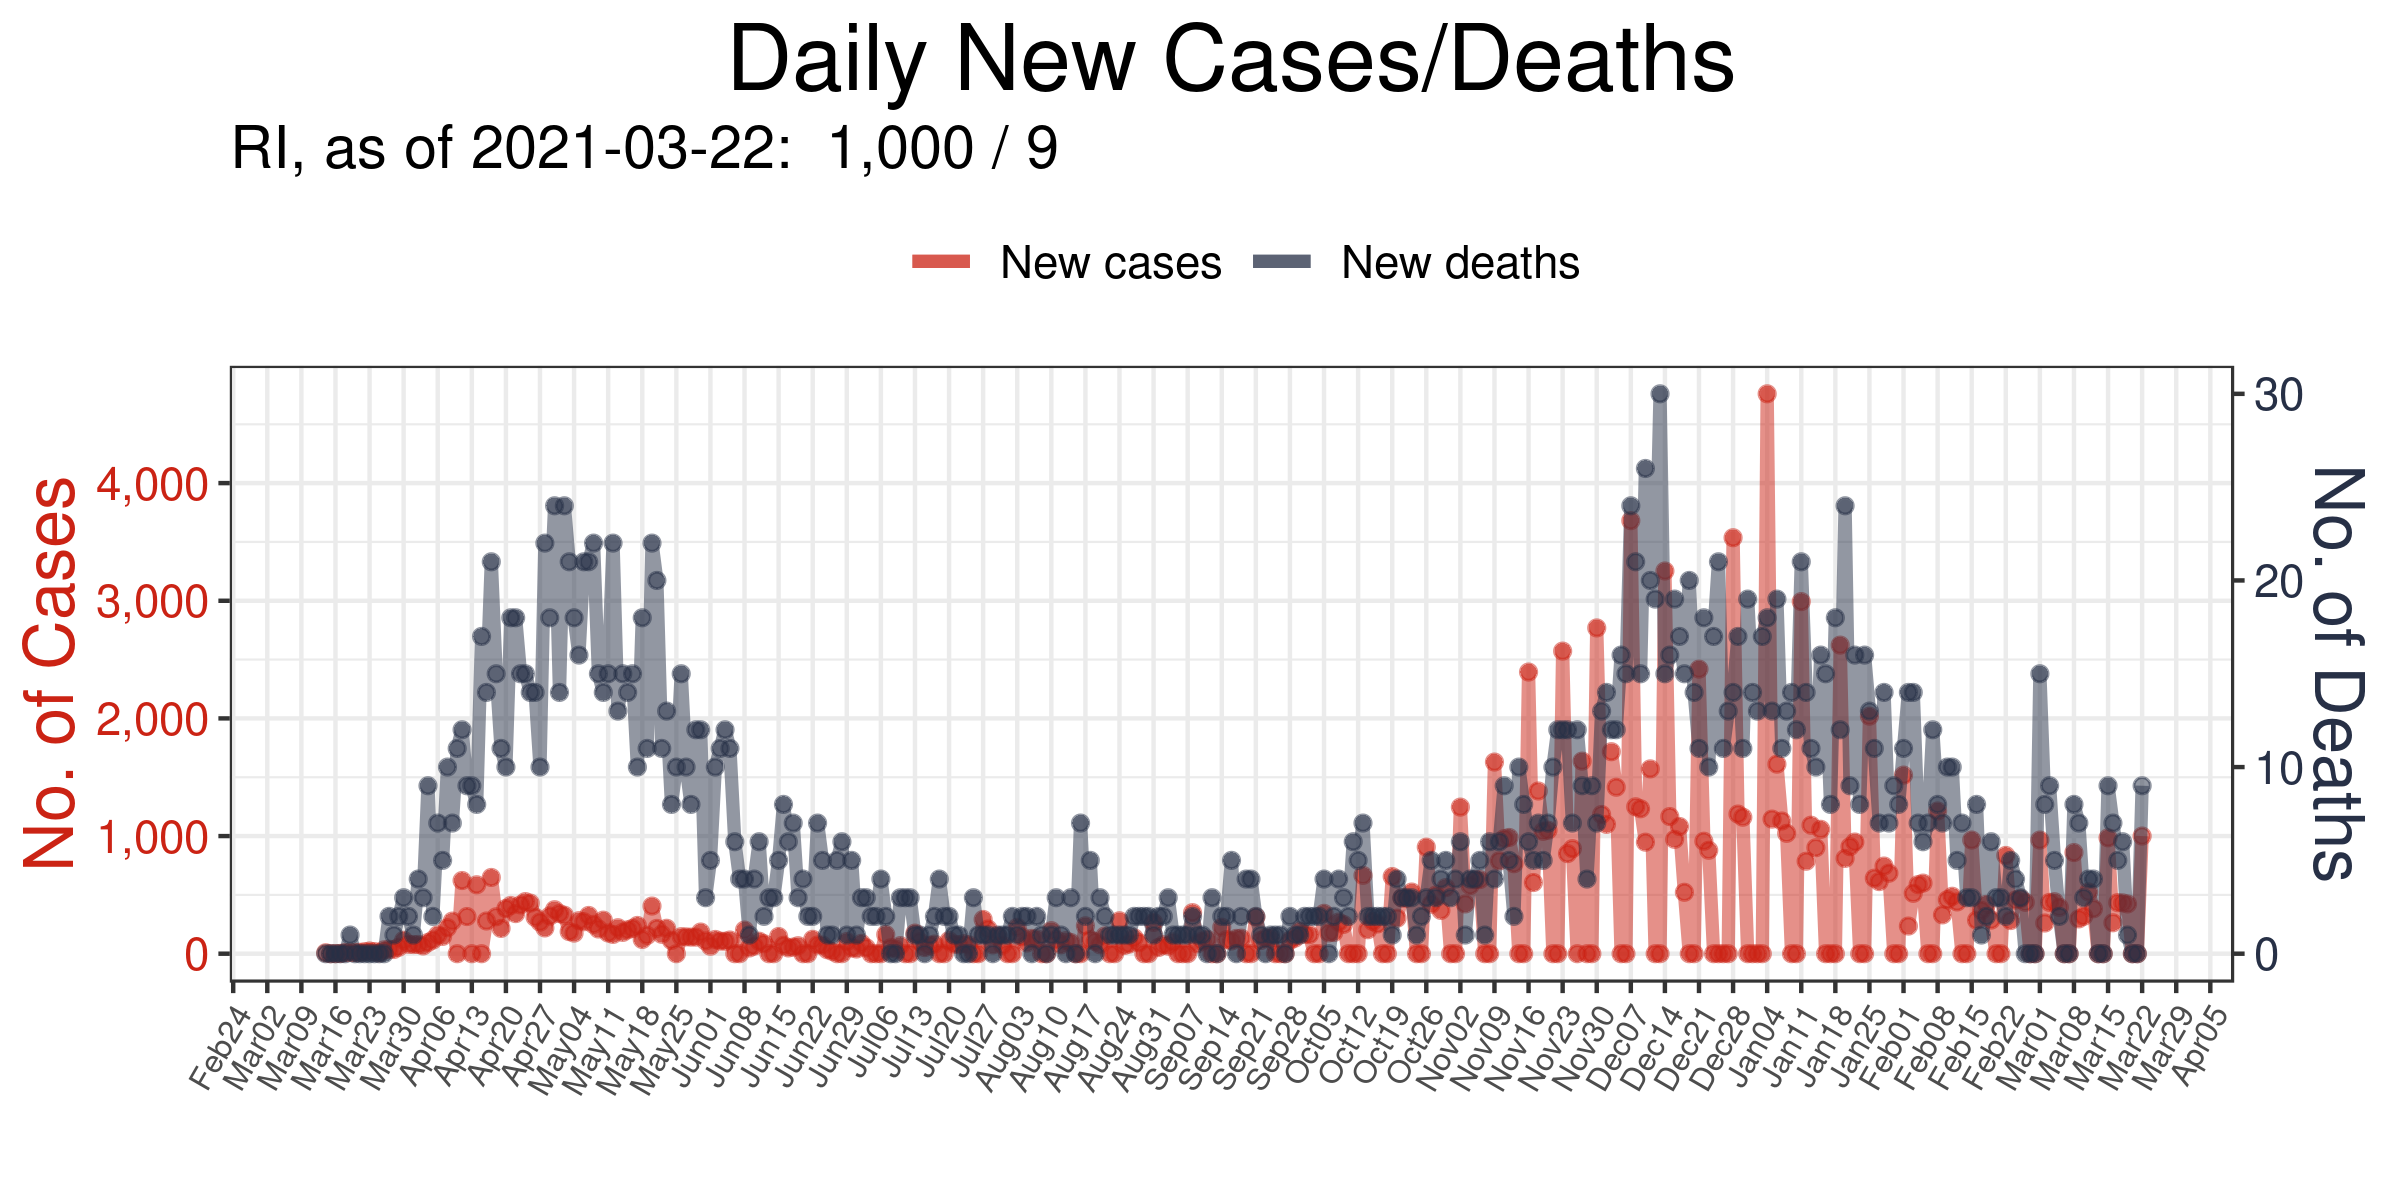 Daily New Cases/Deaths
RI, as of 2021-03-22:  1,000 / 9
New cases
New deaths
No. of Cases
4,000
3,000
2,000
1,000
0
30
20
10
0
No. of Deaths
Feb24
Mar02
Mar09
Mar16
Mar23
Mar30
Apr06
Apr13
Apr20
Apr27
May04
May11
May18
May25
Jun01
Jun08
Jun15
Jun22
Jun29
Jul06
Jul13
Jul20
Jul27
Aug03
Aug10
Aug17
Aug24
Aug31
Sep07
Sep14
Sep21
Sep28
Oct05
Oct12
Oct19
Oct26
Nov02
Nov09
Nov16
Nov23
Nov30
Dec07
Dec14
Dec21
Dec28
Jan04
Jan11
Jan18
Jan25
Feb01
Feb08
Feb15
Feb22
Mar01
Mar08
Mar15
Mar22
Mar29
Apr05